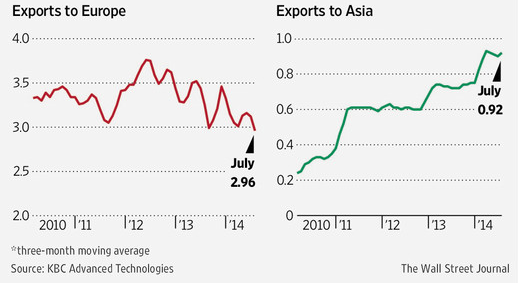 Exports to Europe
4.0
3.5
3.0
2.5
2.0
July
2.96
2010 '11 '12 '13 '14
Exports to Asia
1.0
0.8
0.6
0.4
0.2
0
July
0.92
2010 '11 '12 '13 '14
☆three-month moving average
Source: KBC Advanced Technologies
The Wall Street Journal